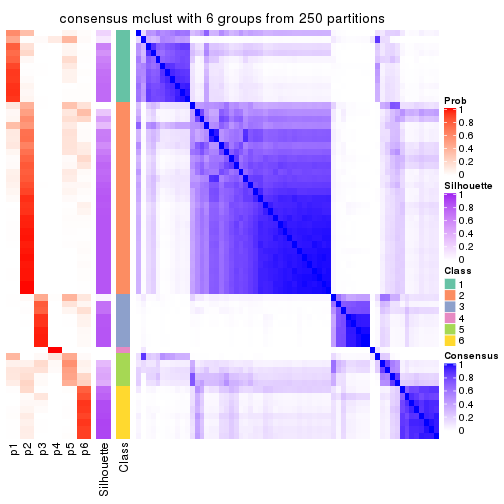 consensus mclust with 6 groups from 250 partitions
Prob
1
0.8
0.6
0.4
0.2
0
Silhouette
1
0.8
0.6
0.4
0.2
0
Class
1
2
3
4
5
6
Consensus
1
0.8
0.6
0.4
0.2
0
p1
p2
p3
p4
p5
p6
Silhouette
Class